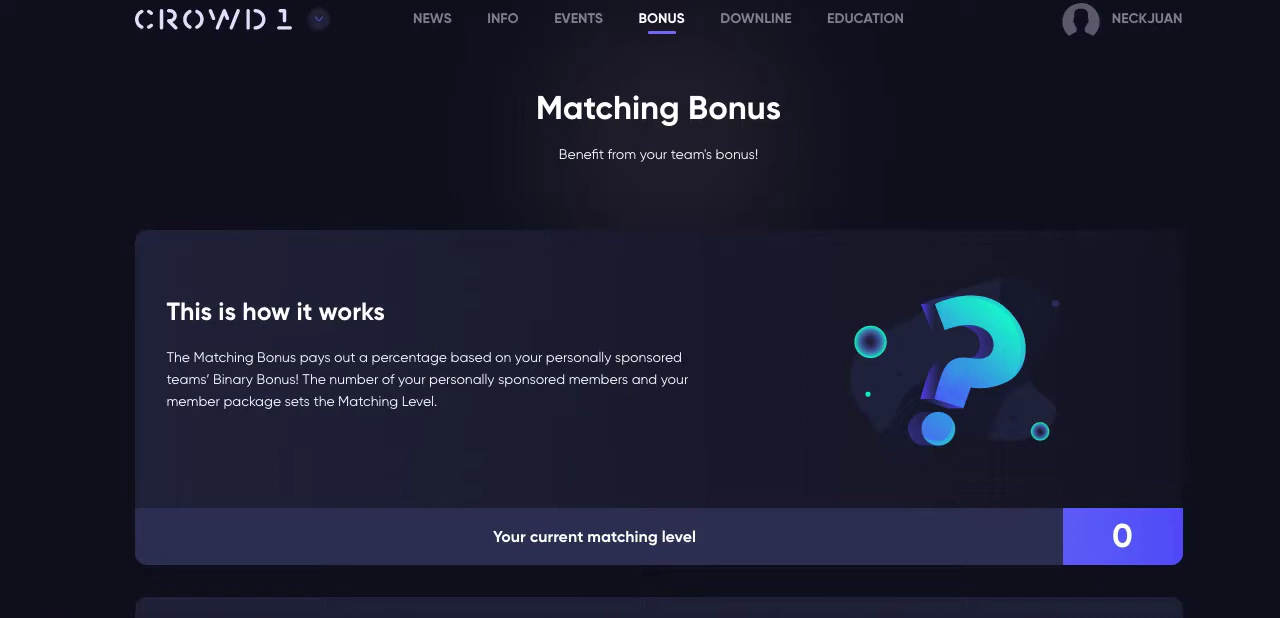 CROWD 1
NEWS INFO EVENTS BONUS DOWNLINE EDUCATION NECKJUAN
Matching Bonus
Benefit from your team's bonus!
This is how it works
The Matching Bonus pays out a percentage based on your personally sponsored
teams’ Binary Bonus! The number of your personally sponsored members and your
member package sets the Matching Level.
Your current matching level 0